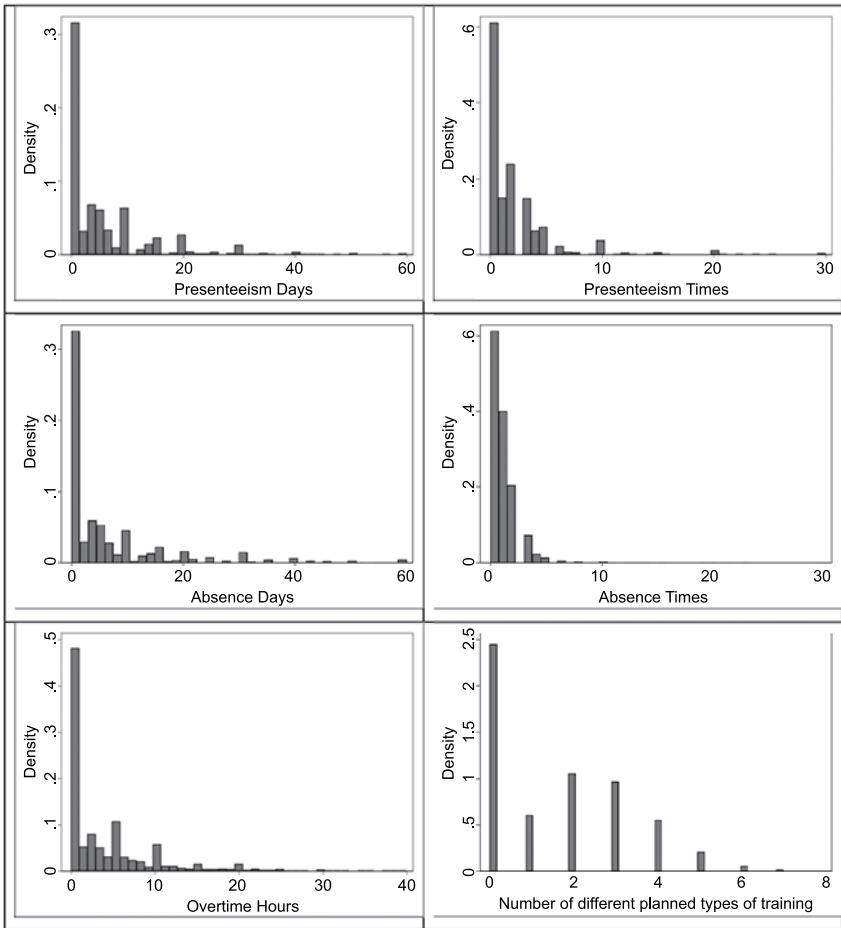 Density
.3
.2
.1
0
0 20 40 60
Presenteeism Days
Density
.6
.4
.2
0
0 10 20 30
Presenteeism Times
Density
.3
.2
.1
0
0 20 40 60
Absence Days
Density
.6
.4
.2
0
0 10 20 30
Absence Times
Density
.5
.4
.3
.2
.1
0
0 10 20 30 40
Overtime Hours
Density
2.5
2
1.5
1
.5
0
0 2 4 6 8
Number of different planned types of training